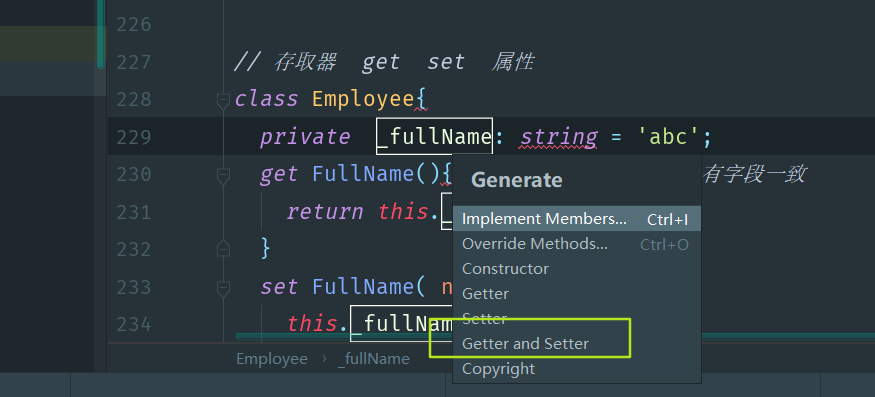 226
227 // 存取器 get set 属性
228 class Employee{
229 private _fullName: string = 'abc';
230 get FullName(){ 有字段一致
231 return this._
232 }
233 set FullName( n
234 this._fullNam
Generate
Implement Members... Ctrl+I
Override Methods... Ctrl+O
Constructor
Getter
Setter
Getter and Setter
Copyright
Employee › _fullName